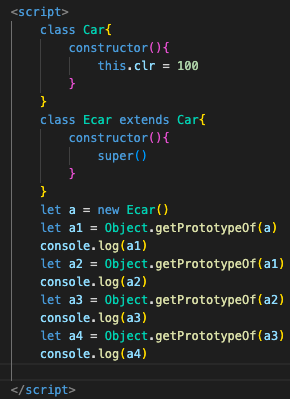 <script>
class Car{
constructor(){
this.clr = 100
}
}
class Ecar extends Car{
constructor(){
super()
}
}
let a = new Ecar()
let a1 = Object.getPrototypeOf(a)
console.log(a1)
let a2 = Object.getPrototypeOf(a1)
console.log(a2)
let a3 = Object.getPrototypeOf(a2)
console.log(a3)
let a4 = Object.getPrototypeOf(a3)
console.log(a4)
</script>